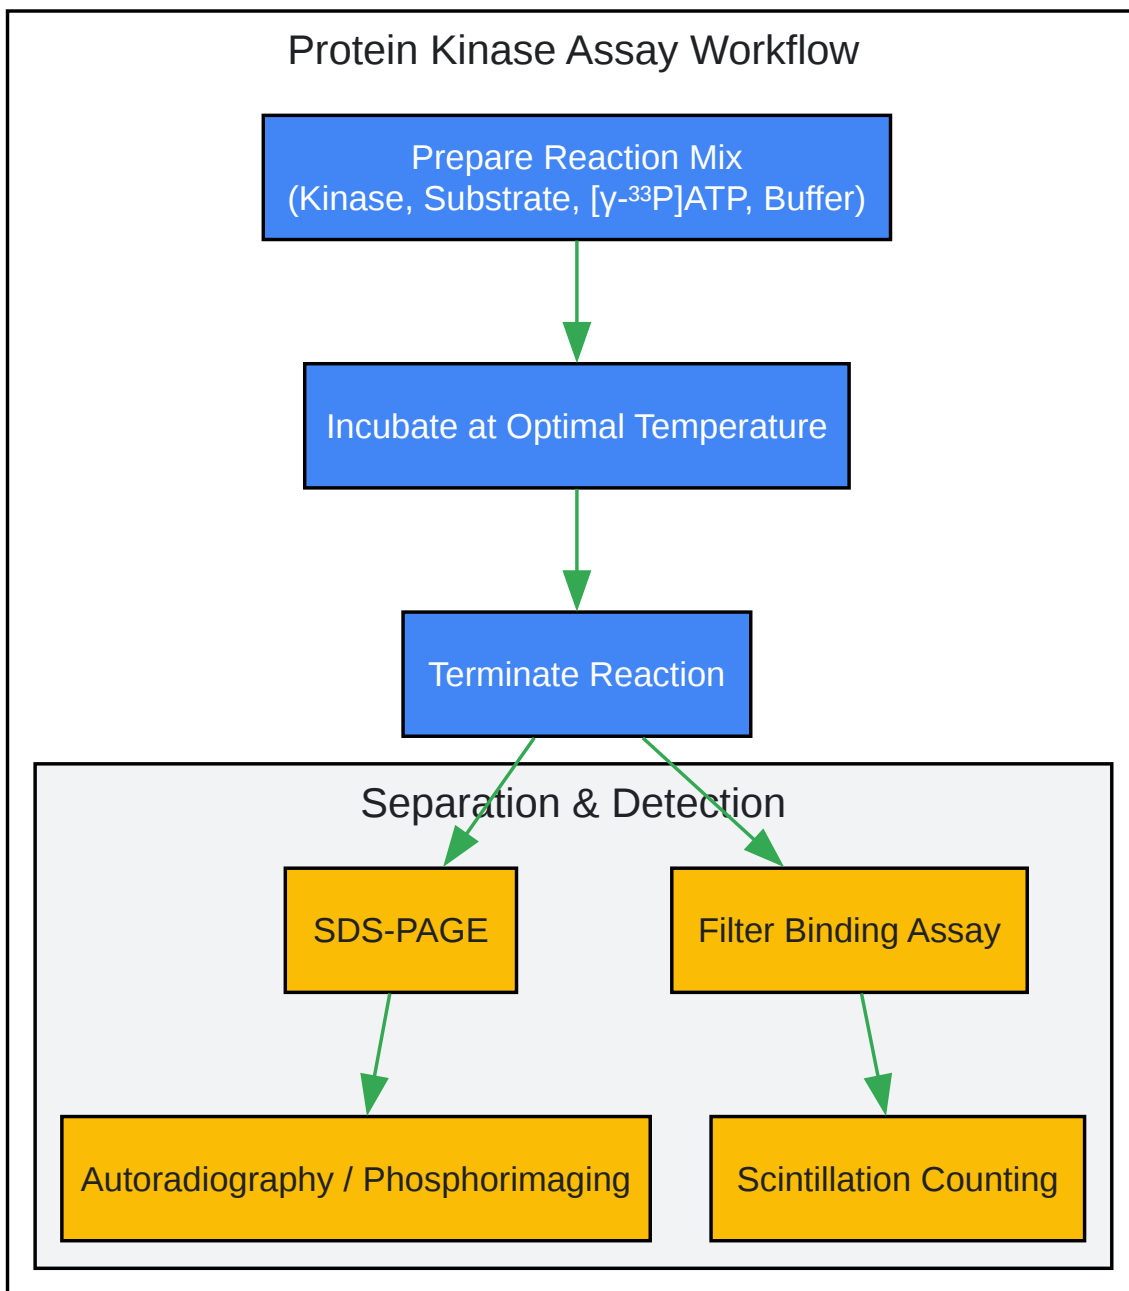 Protein Kinase Assay Workflow
Prepare Reaction Mix
(Kinase, Substrate, [γ-³³P]ATP, Buffer)
Incubate at Optimal Temperature
Terminate Reaction
Separation & Detection
SDS-PAGE
Filter Binding Assay
Autoradiography / Phosphorimaging
Scintillation Counting